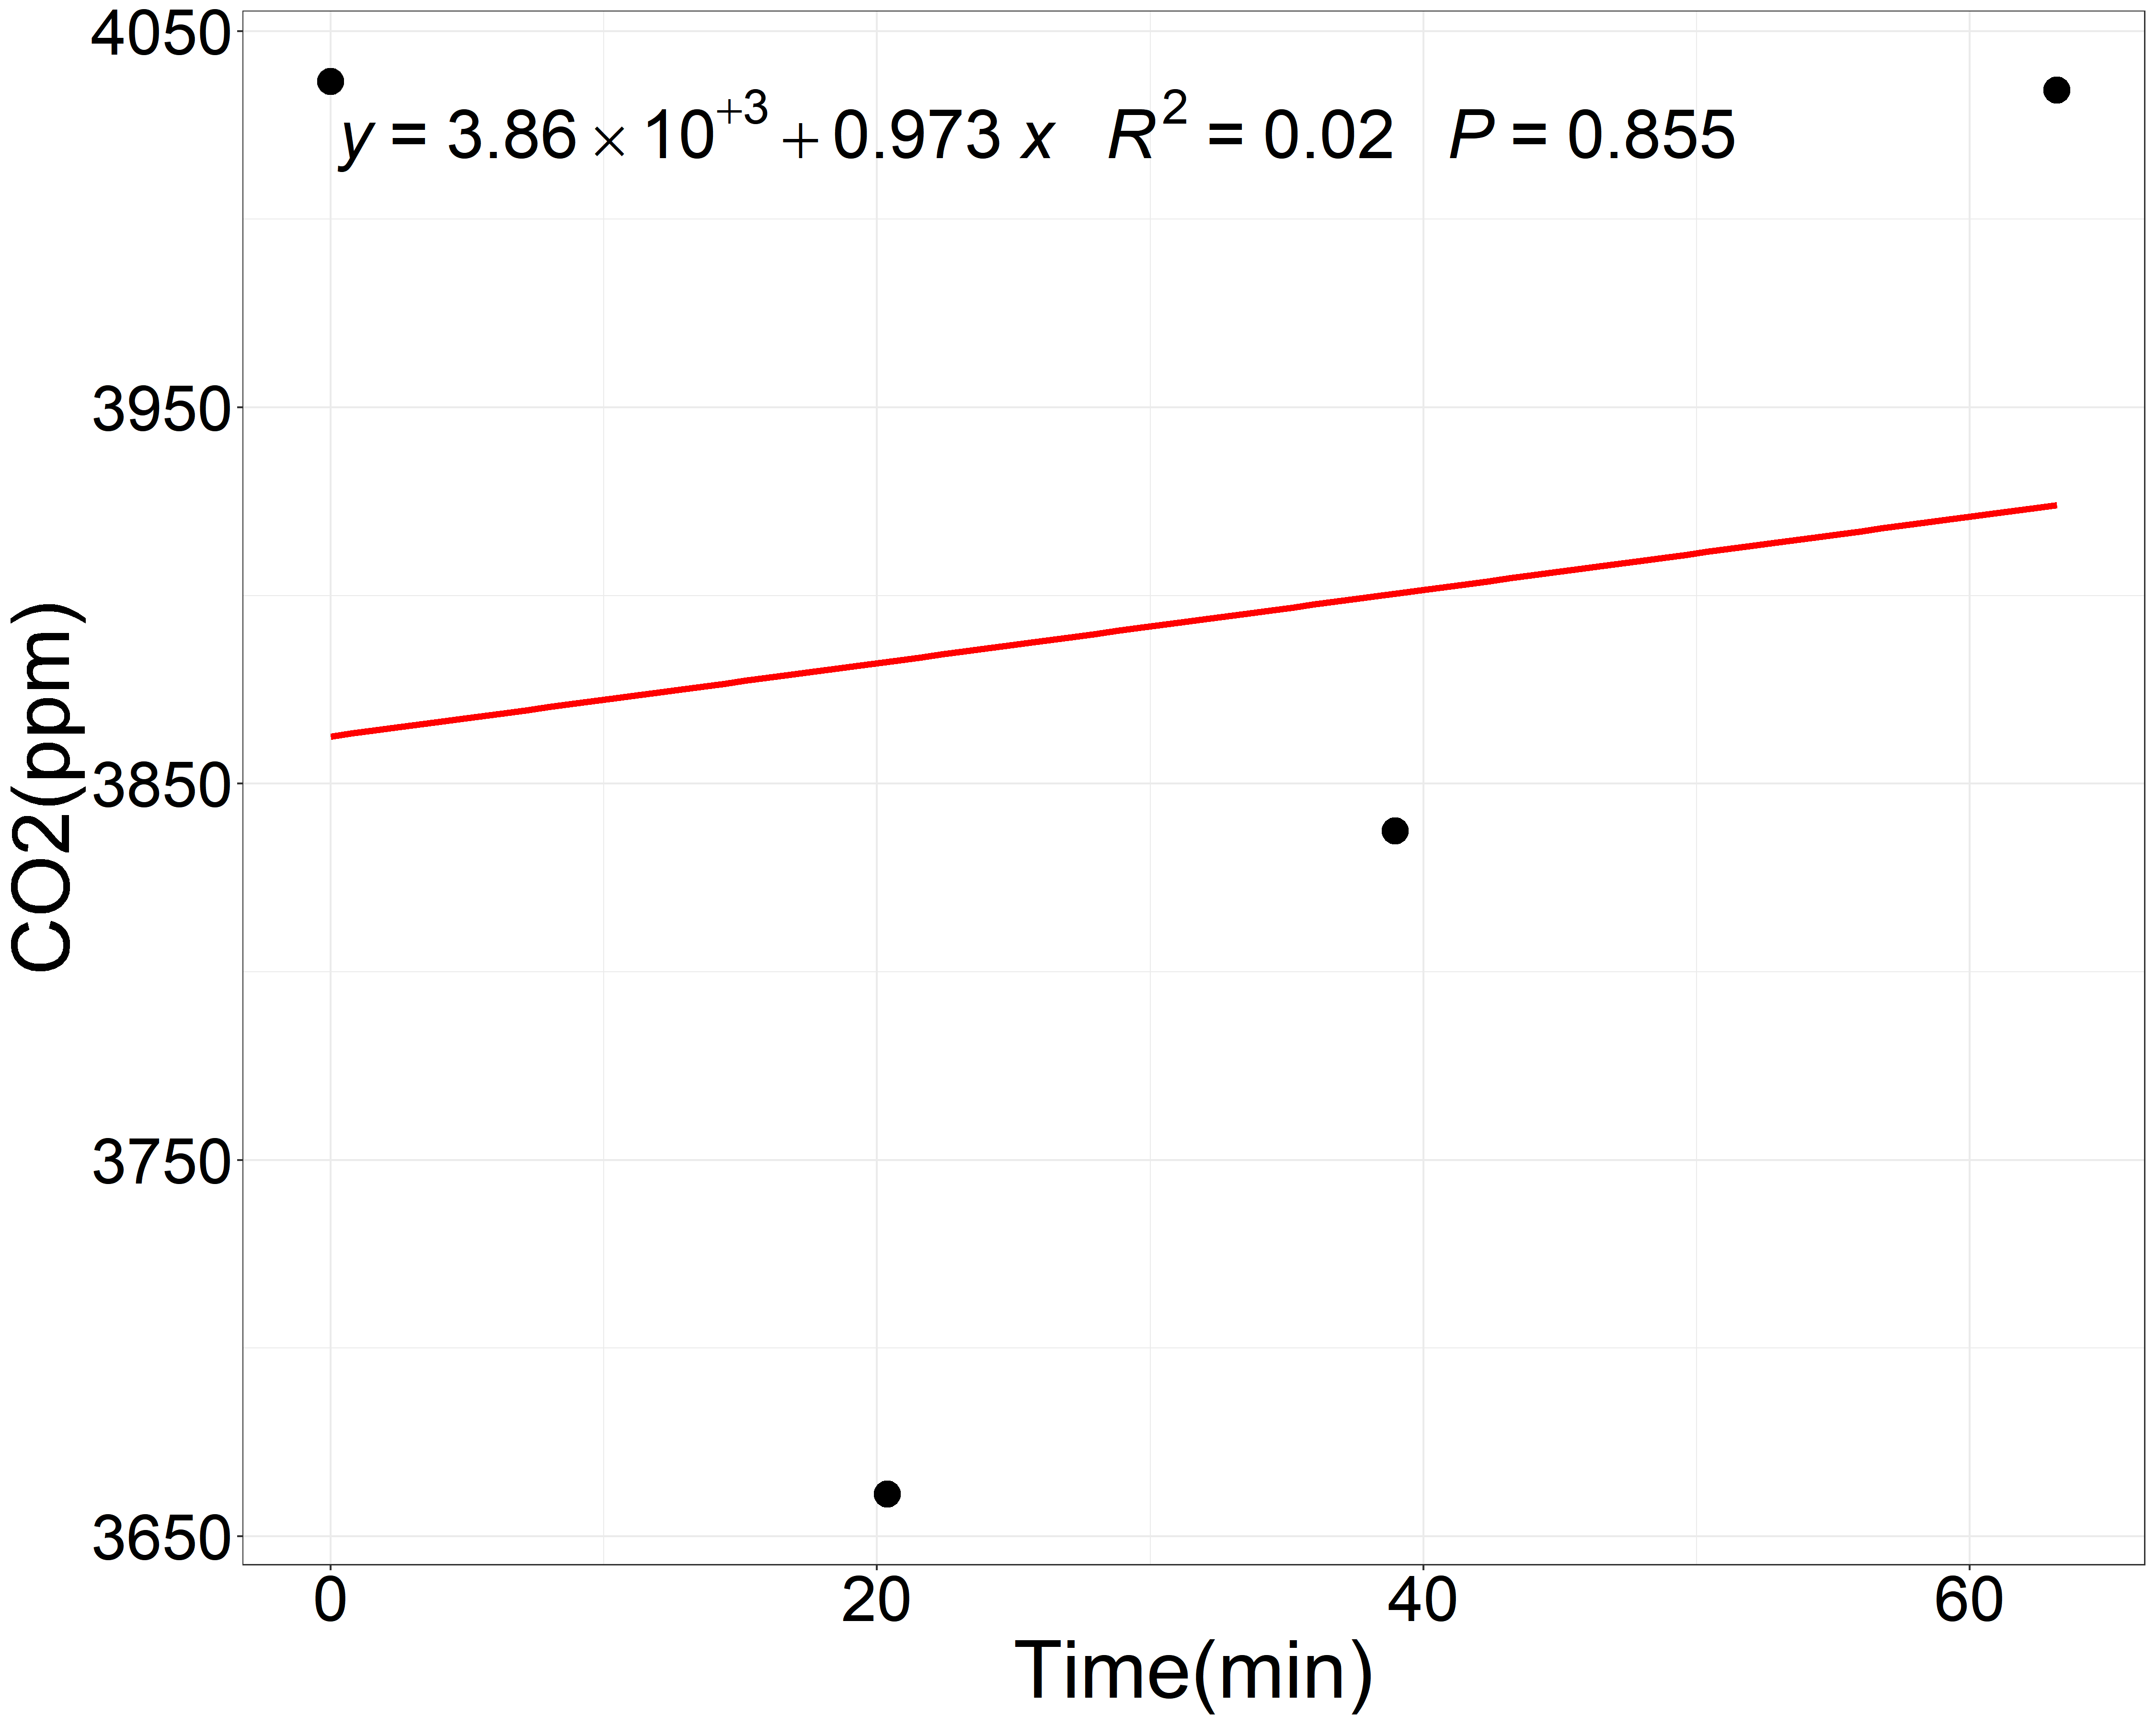 4050
y = 3.86 × 10⁺³ + 0.973 x R² = 0.02 P = 0.855
3950
3850
3750
3650
CO2(ppm)
0 20 40 60
Time(min)